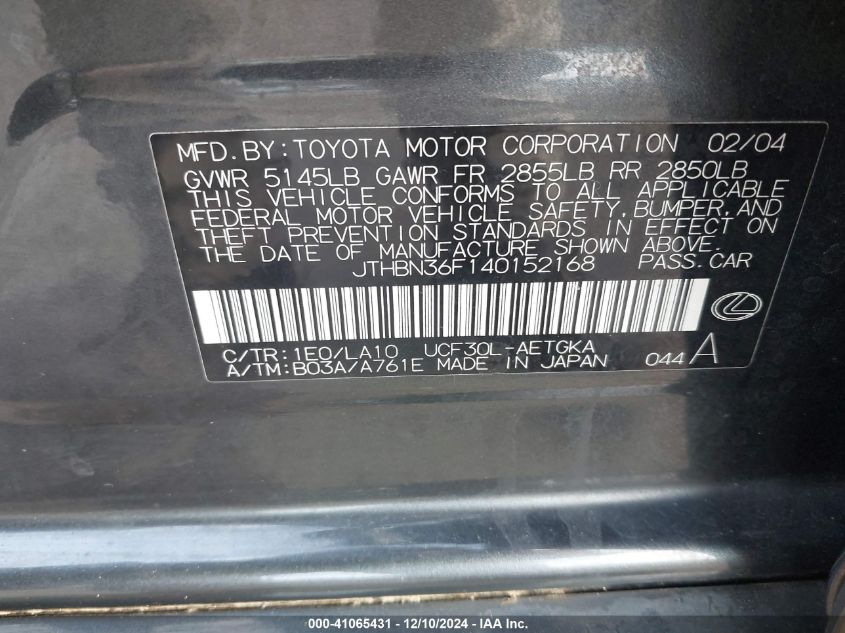 MFD.BY:TOYOTA MOTOR CORPORATION 02/04
GVWR 5145LB GAWR FR 2855LB RR 2850LB
THIS VEHICLE CONFORMS TO ALL APPLICABLE
FEDERAL MOTOR VEHICLE SAFETY,BUMPER,AND
THEFT PREVENTION STANDARDS IN EFFECT ON
THE DATE OF MANUFACTURE SHOWN ABOVE.
JTHBN36F140152168 PASS.CAR
C/TR:1E0/LA10 UCF30L-AETGKA
A/TM:B03A/A761E MADE IN JAPAN 044A
000-41065431 - 12/10/2024 - IAA Inc.